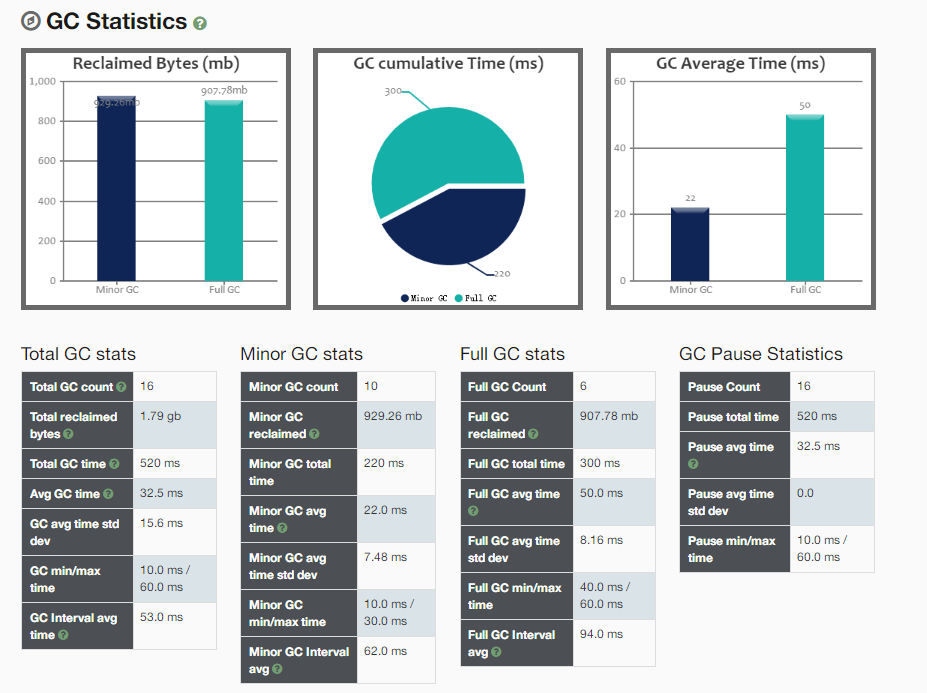 GC Statistics ?
Reclaimed Bytes (mb)
1,000
800
600
400
200
0
929.26mb
907.78mb
Minor GC
Full GC
GC cumulative Time (ms)
300
220
Minor GC Full GC
GC Average Time (ms)
60
40
20
0
22
50
Minor GC
Full GC
Total GC stats
Total GC count ? 16
Total reclaimed
bytes ? 1.79 gb
Total GC time ? 520 ms
Avg GC time ? 32.5 ms
GC avg time std
dev 15.6 ms
GC min/max
time 10.0 ms /
60.0 ms
GC Interval avg
time ? 53.0 ms
Minor GC stats
Minor GC count 10
Minor GC
reclaimed ? 929.26 mb
Minor GC total
time 220 ms
Minor GC avg
time ? 22.0 ms
Minor GC avg
time std dev 7.48 ms
Minor GC
min/max time 10.0 ms /
30.0 ms
Minor GC Interval
avg ? 62.0 ms
Full GC stats
Full GC Count 6
Full GC
reclaimed ? 907.78 mb
Full GC total time 300 ms
Full GC avg time
? 50.0 ms
Full GC avg time
std dev 8.16 ms
Full GC min/max
time 40.0 ms /
60.0 ms
Full GC Interval
avg ? 94.0 ms
GC Pause Statistics
Pause Count 16
Pause total time 520 ms
Pause avg time
? 32.5 ms
Pause avg time
std dev 0.0
Pause min/max
time 10.0 ms /
60.0 ms